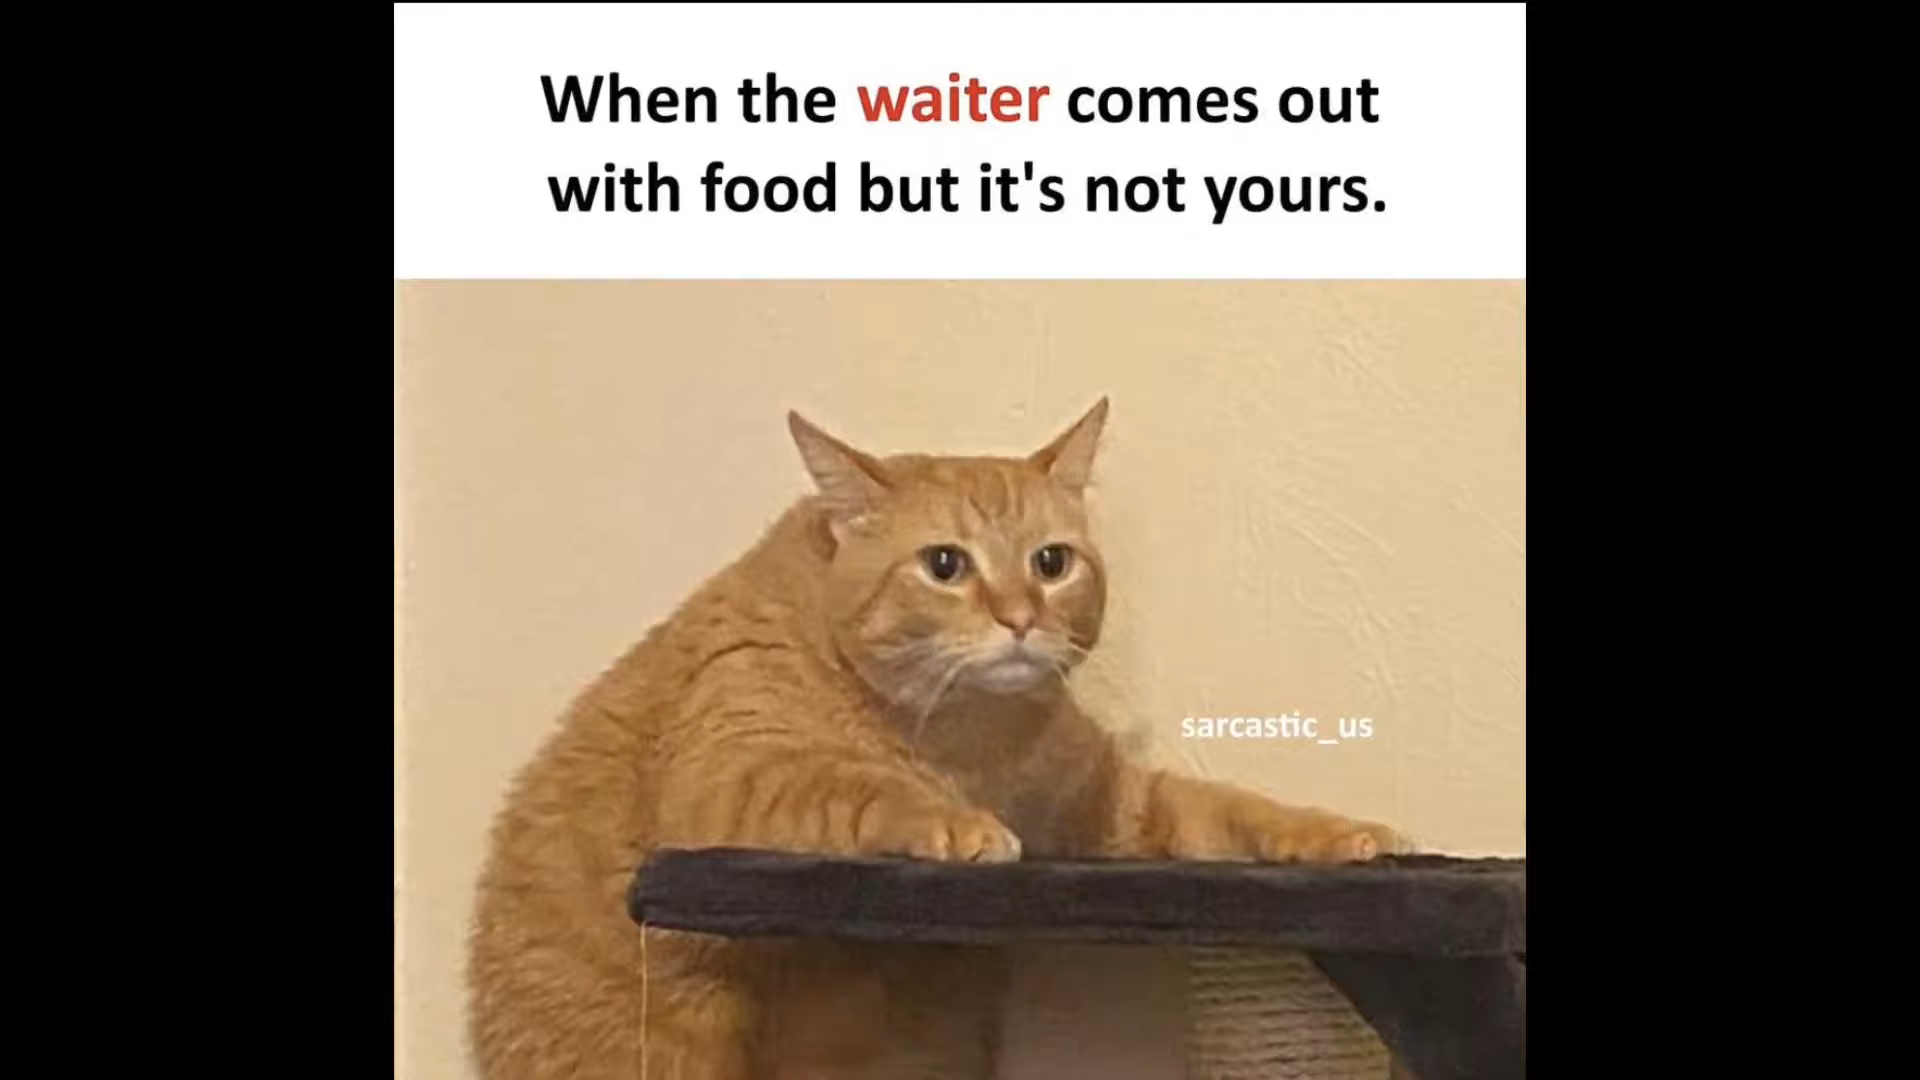 When the waiter comes out
with food but it's not yours.
sarcastic_us